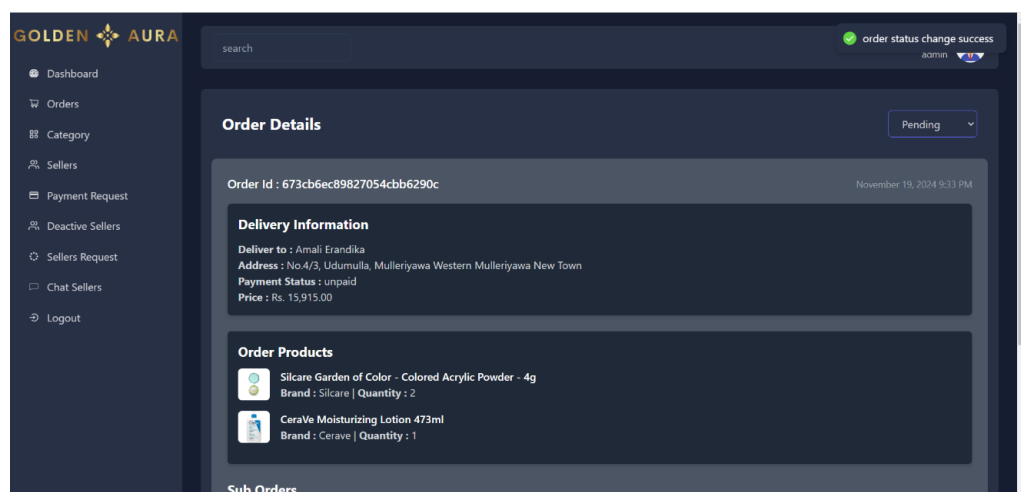 GOLDEN AURA
Dashboard
Orders
Category
Sellers
Payment Request
Deactive Sellers
Sellers Request
Chat Sellers
Logout
search
order status change success
admin
Order Details
Pending
Order Id : 673cb6ec89827054cbb6290c
November 19, 2024 9:33 PM
Delivery Information
Deliver to : Amali Erandika
Address : No.4/3, Udumulla, Mulleriyawa Western Mulleriyawa New Town
Payment Status : unpaid
Price : Rs. 15,915.00
Order Products
Silcare Garden of Color - Colored Acrylic Powder - 4g
Brand : Silcare | Quantity : 2
CeraVe Moisturizing Lotion 473ml
Brand : Cerave | Quantity : 1
Sub Orders